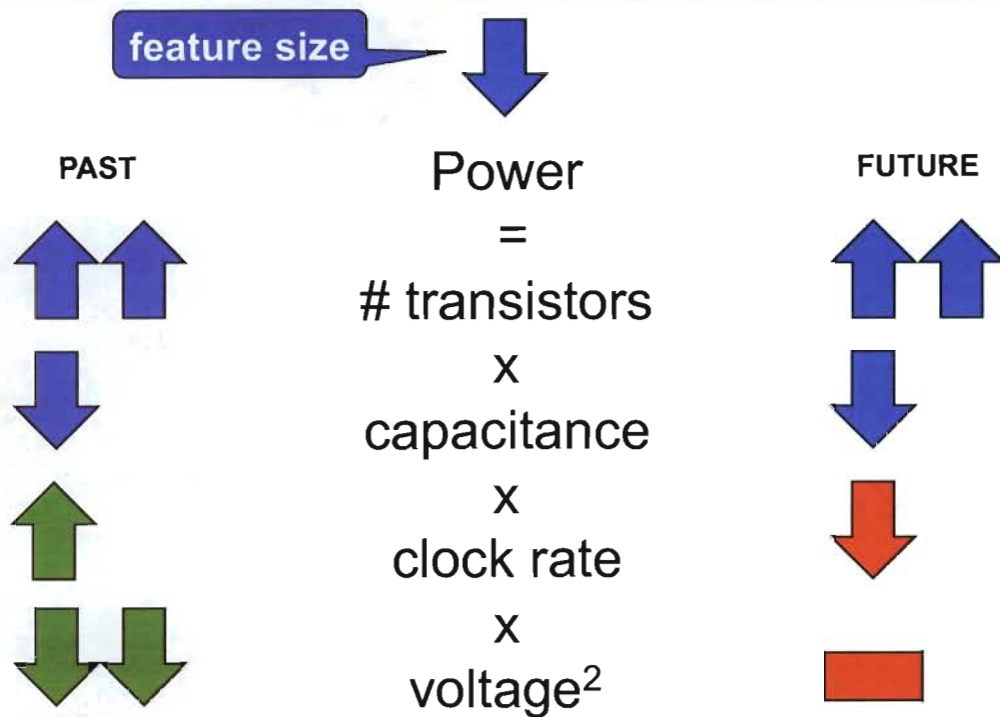 feature size
PAST
Power
FUTURE
=
# transistors
x
capacitance
x
clock rate
x
voltage²